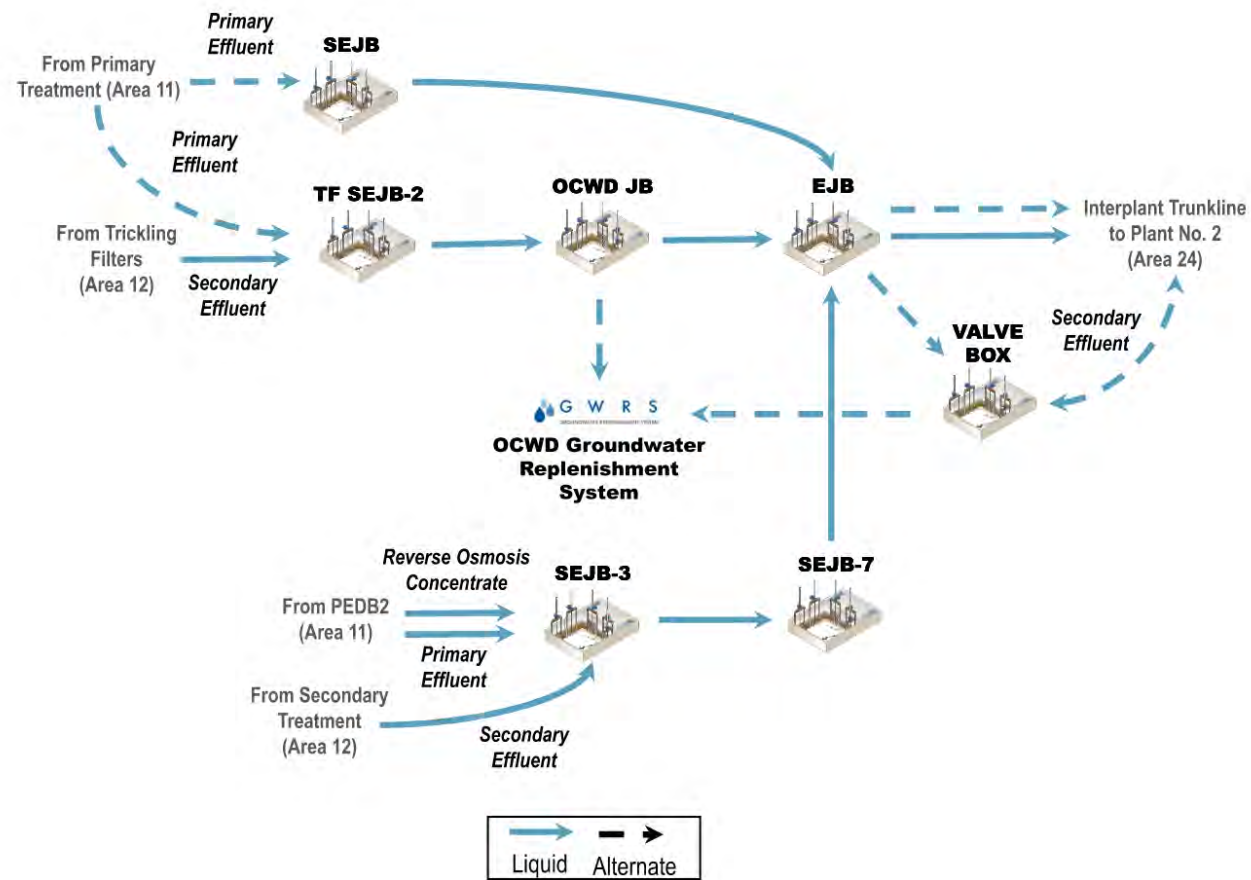 Primary
Effluent
SEJB
From Primary
Treatment (Area 11)
Primary
Effluent
TF SEJB-2
OCWD JB
EJB
From Trickling
Filters
(Area 12)
Secondary
Effluent
Interplant Trunkline
to Plant No. 2
(Area 24)
Secondary
Effluent
VALVE
BOX
G W R S
OCWD Groundwater
Replenishment
System
Reverse Osmosis
Concentrate
SEJB-3
SEJB-7
From PEDB2
(Area 11)
Primary
Effluent
From Secondary
Treatment
(Area 12)
Secondary
Effluent
Liquid Alternate